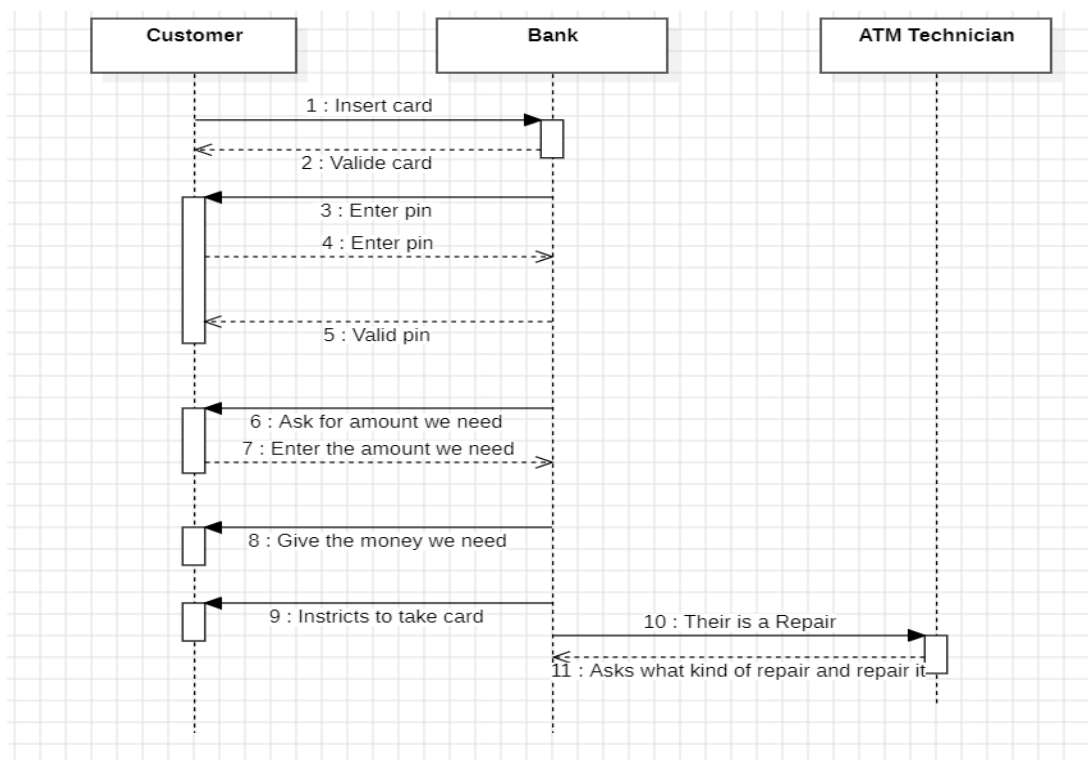 Customer
Bank
ATM Technician
1 : Insert card
2 : Valide card
3 : Enter pin
4 : Enter pin
5 : Valid pin
6 : Ask for amount we need
7 : Enter the amount we need
8 : Give the money we need
9 : Instricts to take card
10 : Their is a Repair
11 : Asks what kind of repair and repair it